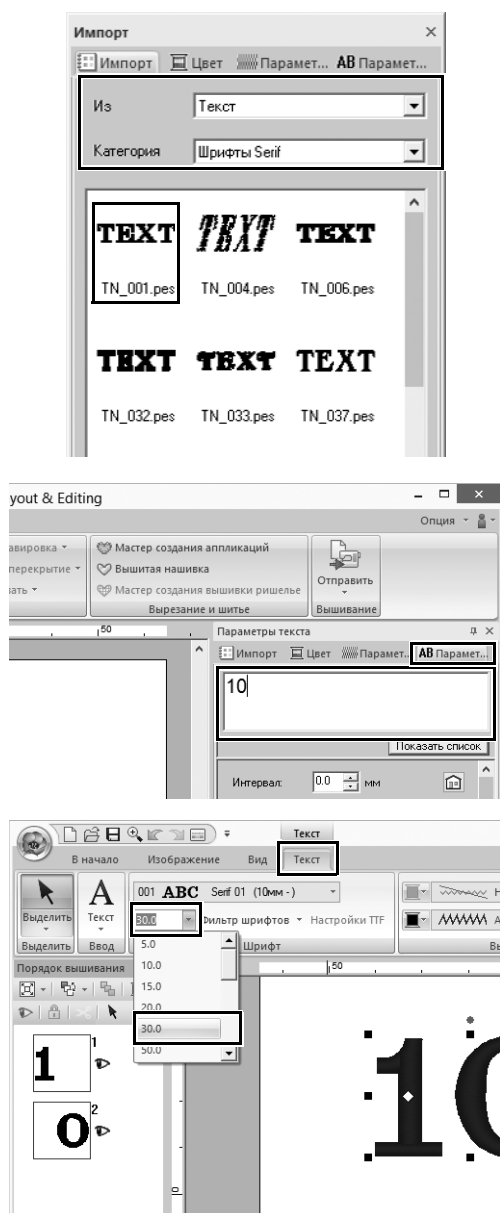 Импорт
Импорт Цвет Парамет... AB Парамет...
Из Текст
Категория Шрифты Serif
TEXT TEXT TEXT
TN_001.pes TN_004.pes TN_006.pes
TEXT TEXT TEXT
TN_032.pes TN_033.pes TN_037.pes
yout & Editing
Опция
авировка Мастер создания аппликаций
перекрытие Вышитая нашивка
ать Мастер создания вышивки ришелье
Отправить
Вырезание и шитье Вышивание
50
Параметры текста
Импорт Цвет Парамет.. AB Парамет...
10
Показать список
Интервал: 0.0 мм
Текст
В начало Изображение Вид Текст
001 ABC Serif 01 (10мм - )
Выделить Текст
30.0 Фильтр шрифтов Настройки TTF
Выделить Ввод Шрифт
Порядок вышивания
5.0
10.0
15.0
20.0
30.0
50.0
50
1 1
0 2
10